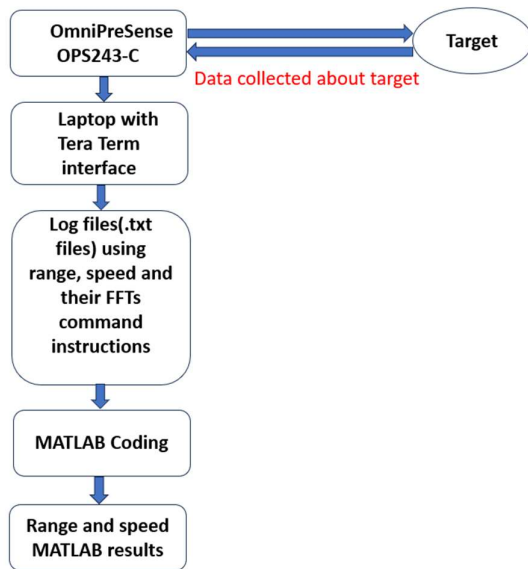 OmniPreSense
OPS243-C
Target
Data collected about target
Laptop with
Tera Term
interface
Log files(.txt
files) using
range, speed and
their FFTs
command
instructions
MATLAB Coding
Range and speed
MATLAB results